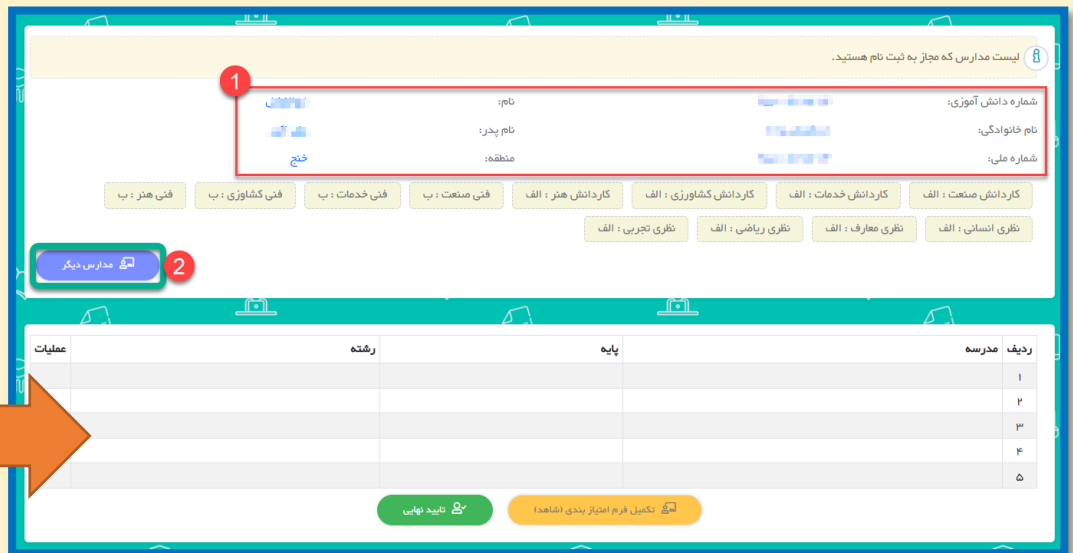 لیست مدارس که مجاز به ثبت نام هستید.
1
شماره دانش آموزی: نام:
نام خانوادگی: نام پدر:
شماره ملی: منطقه: خنج
کاردانش صنعت : الف کاردانش خدمات : الف کاردانش کشاورزی : الف کاردانش هنر : الف فنی صنعت : ب فنی خدمات : ب فنی کشاوزی : ب فنی هنر : ب
نظری انسانی : الف نظری معارف : الف نظری ریاضی : الف نظری تجربی : الف
مدارس دیگر 2
ردیف مدرسه پایه رشته عملیات
۱
۲
۳
۴
۵
تکمیل فرم امتیاز بندی (شاهد) تایید نهایی